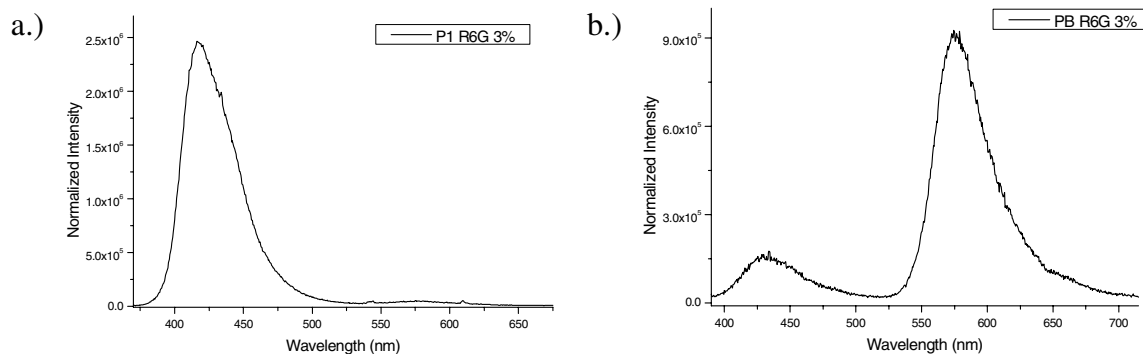 a.)
P1 R6G 3%
Normalized Intensity
2.5x10⁶
2.0x10⁶
1.5x10⁶
1.0x10⁶
5.0x10⁵
0.0
400 450 500 550 600 650
Wavelength (nm)
b.)
PB R6G 3%
Normalized Intensity
9.0x10⁵
6.0x10⁵
3.0x10⁵
0.0
400 450 500 550 600 650 700
Wavelength (nm)